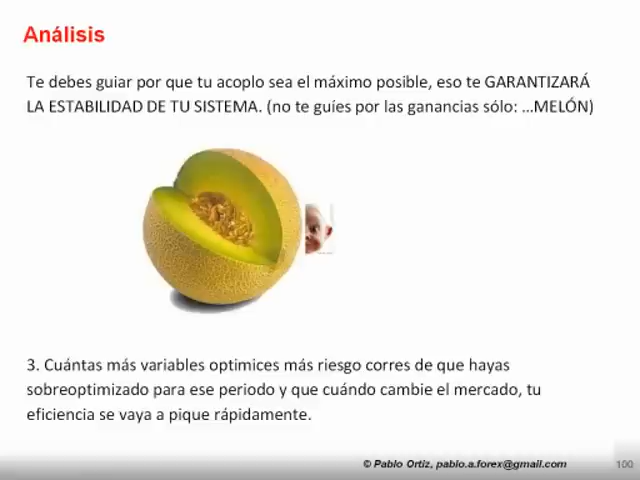 Análisis
Te debes guiar por que tu acoplo sea el máximo posible, eso te GARANTIZARÁ
LA ESTABILIDAD DE TU SISTEMA. (no te guíes por las ganancias sólo: ...MELÓN)
3. Cuántas más variables optimices más riesgo corres de que hayas
sobreoptimizado para ese periodo y que cuándo cambie el mercado, tu
eficiencia se vaya a pique rápidamente.
© Pablo Ortiz, pablo.a.forex@gmail.com
100